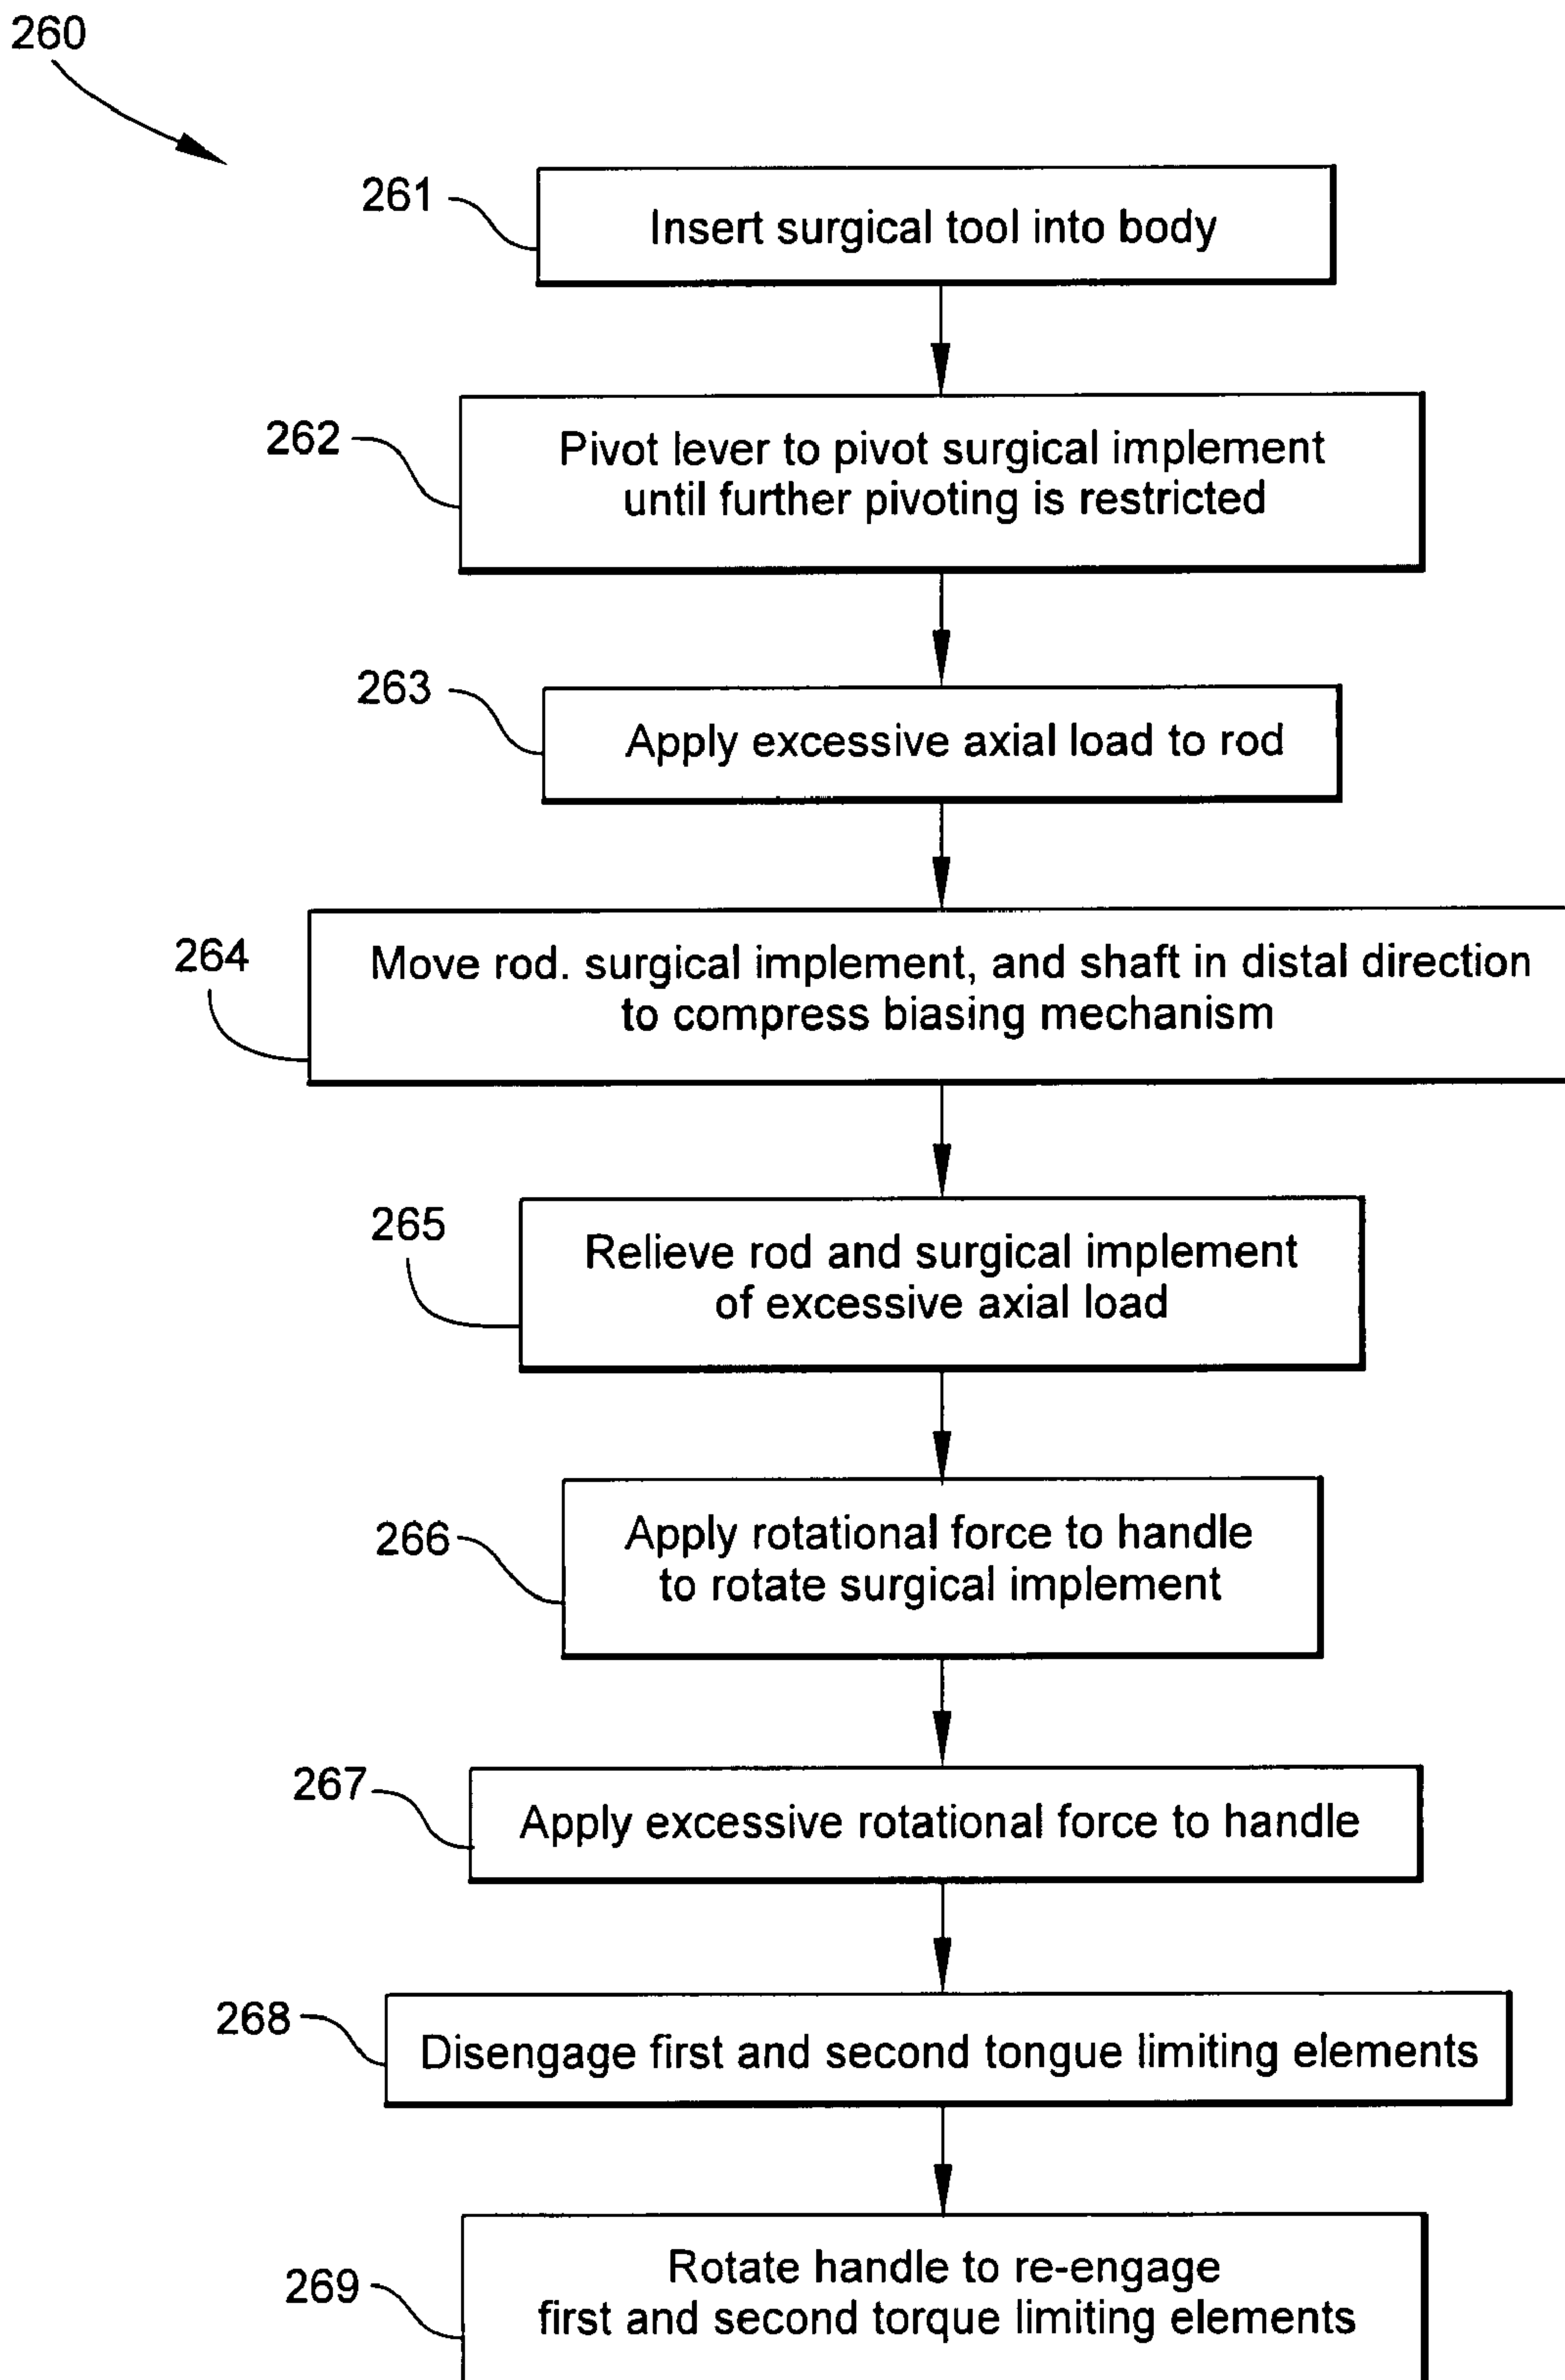 260
261
Insert surgical tool into body
262
Pivot lever to pivot surgical implement
until further pivoting is restricted
263
Apply excessive axial load to rod
264
Move rod. surgical implement, and shaft in distal direction
to compress biasing mechanism
265
Relieve rod and surgical implement
of excessive axial load
266
Apply rotational force to handle
to rotate surgical implement
267
Apply excessive rotational force to handle
268
Disengage first and second tongue limiting elements
269
Rotate handle to re-engage
first and second torque limiting elements